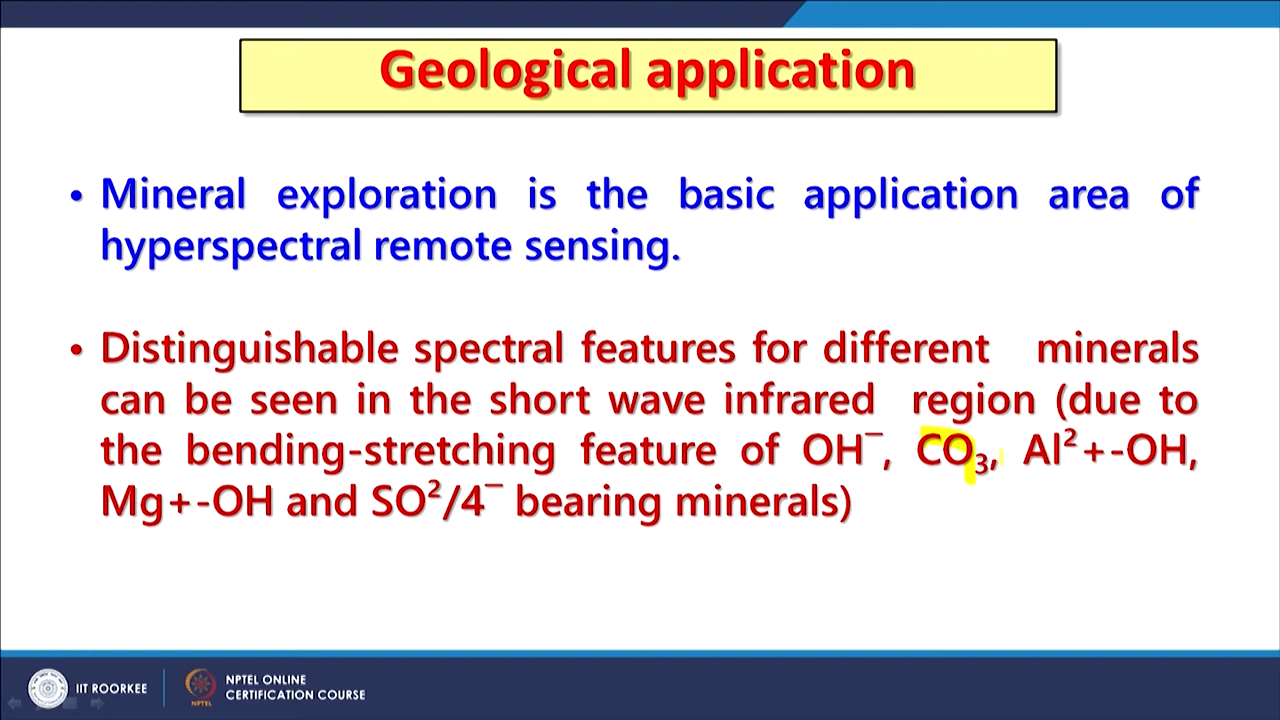 Geological application
• Mineral exploration is the basic application area of
hyperspectral remote sensing.
• Distinguishable spectral features for different minerals
can be seen in the short wave infrared region (due to
the bending-stretching feature of OH⁻, CO₃, Al²+-OH,
Mg+-OH and SO²/4⁻ bearing minerals)
IIT ROORKEE
NPTEL
NPTEL ONLINE
CERTIFICATION COURSE